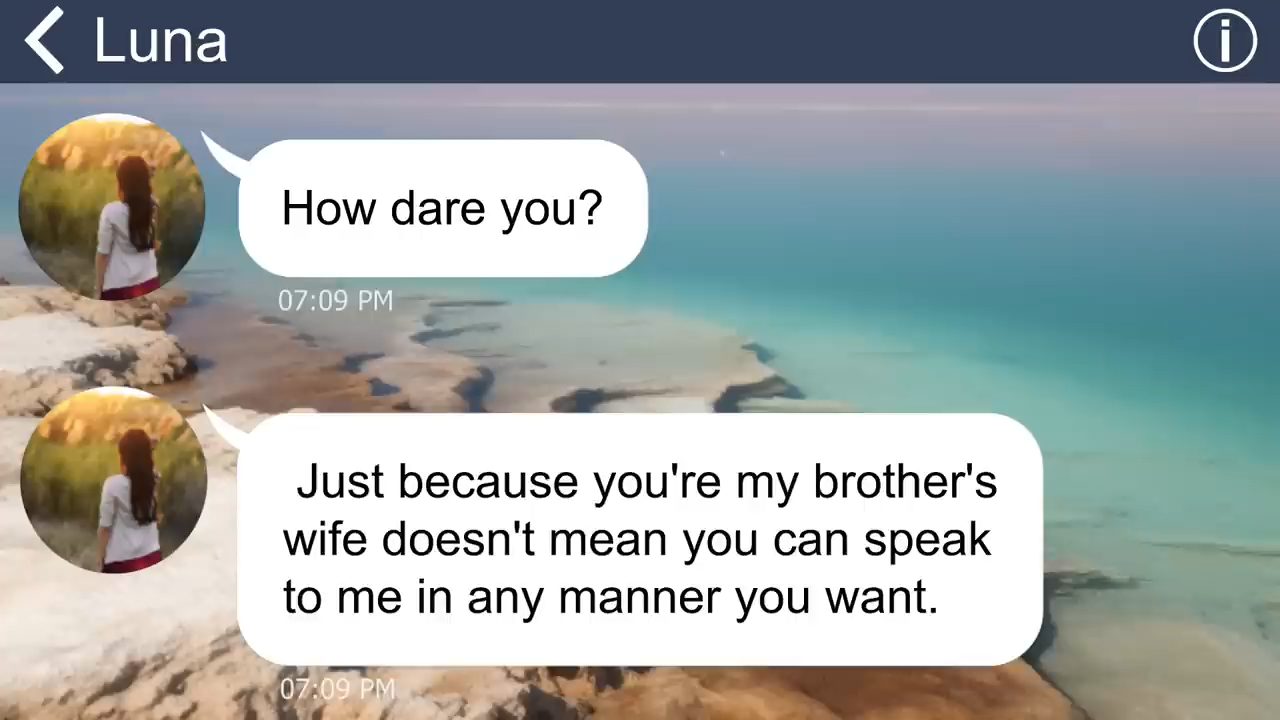 Luna
How dare you?
07:09 PM
Just because you're my brother's
wife doesn't mean you can speak
to me in any manner you want.
07:09 PM